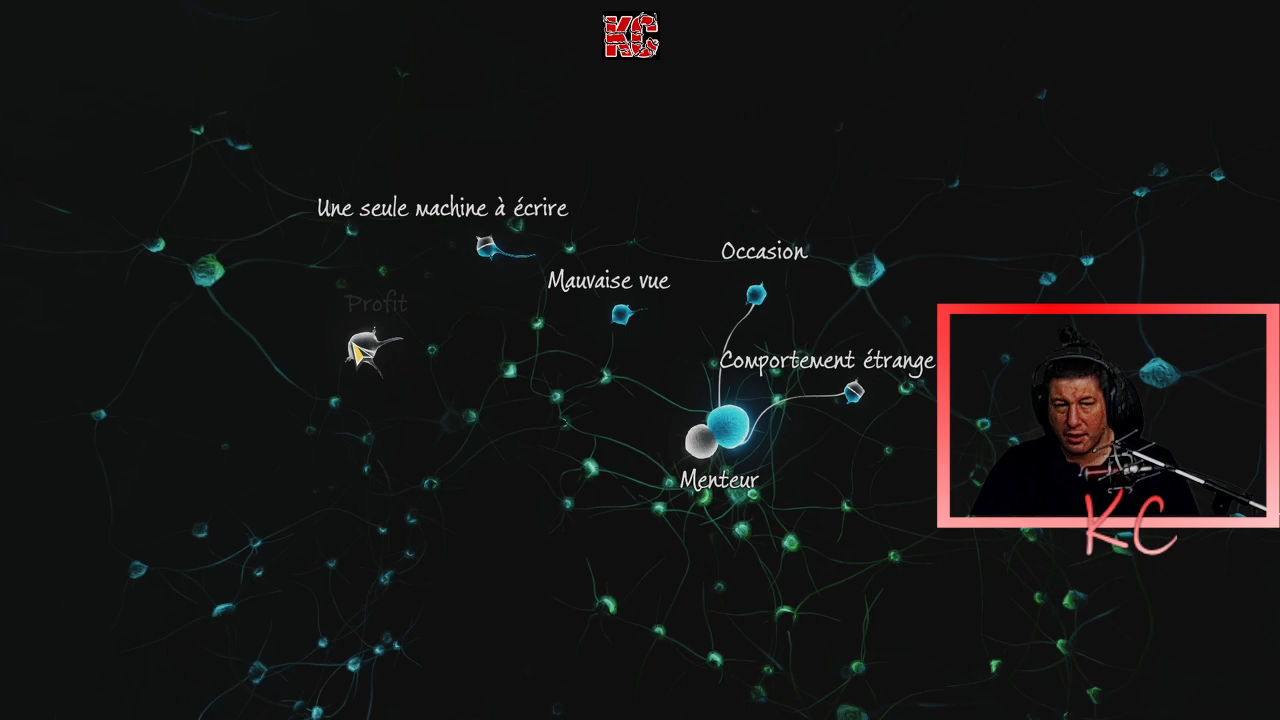 KC
Une seule machine à écrire
Occasion
Mauvaise vue
Profit
Comportement étrange
Menteur
KC